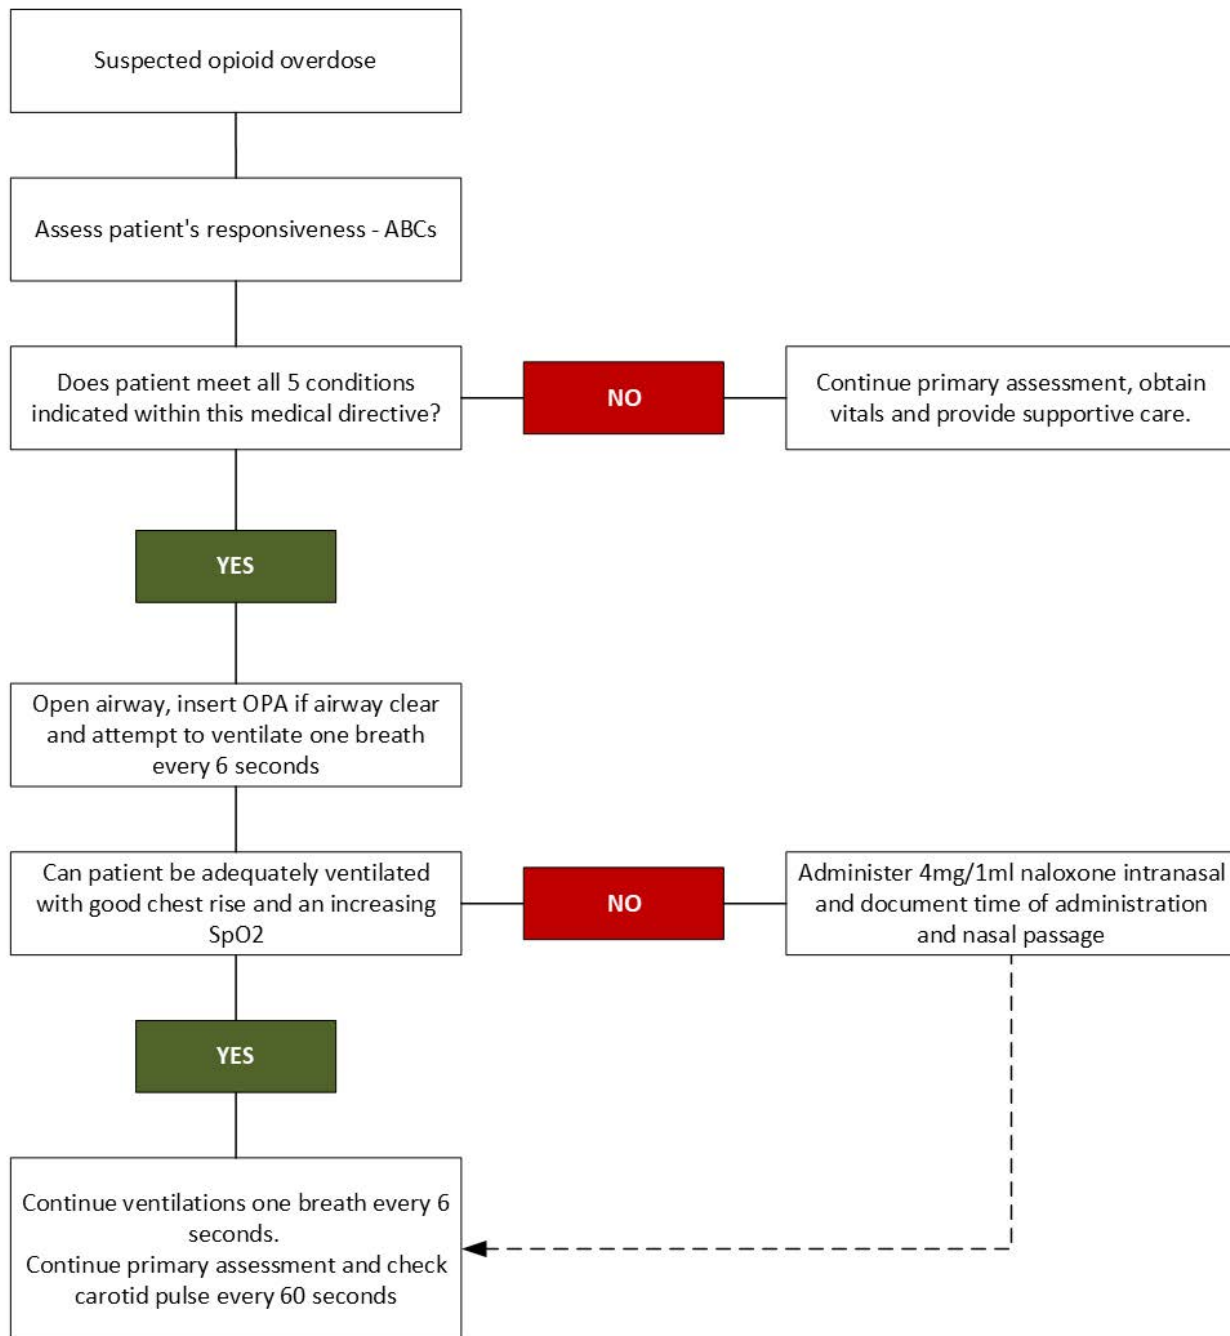 Suspected opioid overdose
Assess patient's responsiveness - ABCs
Does patient meet all 5 conditions
indicated within this medical directive?
NO
Continue primary assessment, obtain
vitals and provide supportive care.
YES
Open airway, insert OPA if airway clear
and attempt to ventilate one breath
every 6 seconds
Can patient be adequately ventilated
with good chest rise and an increasing
SpO2
NO
Administer 4mg/1ml naloxone intranasal
and document time of administration
and nasal passage
YES
Continue ventilations one breath every 6
seconds.
Continue primary assessment and check
carotid pulse every 60 seconds